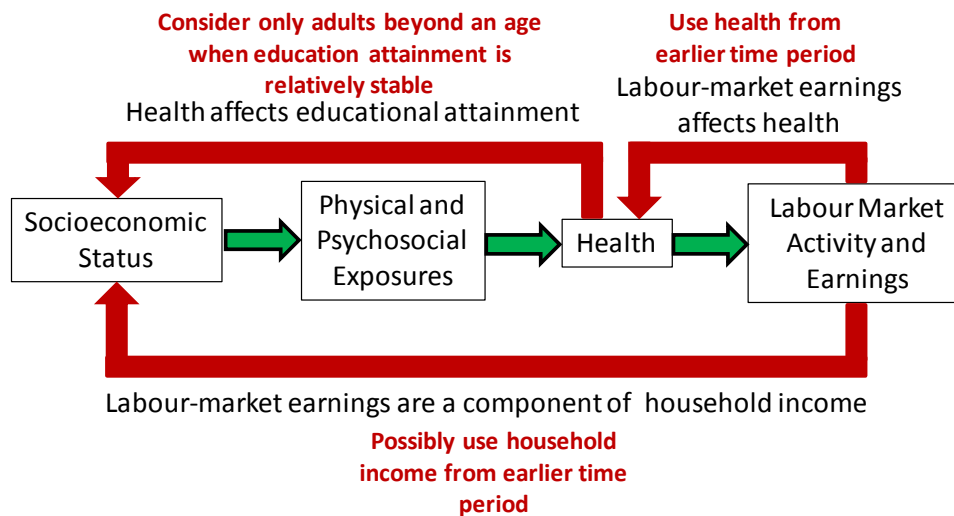 Consider only adults beyond an age
when education attainment is
relatively stable
Health affects educational attainment
Use health from
earlier time period
Labour-market earnings
affects health
Socioeconomic
Status
Physical and
Psychosocial
Exposures
Health
Labour Market
Activity and
Earnings
Labour-market earnings are a component of household income
Possibly use household
income from earlier time
period